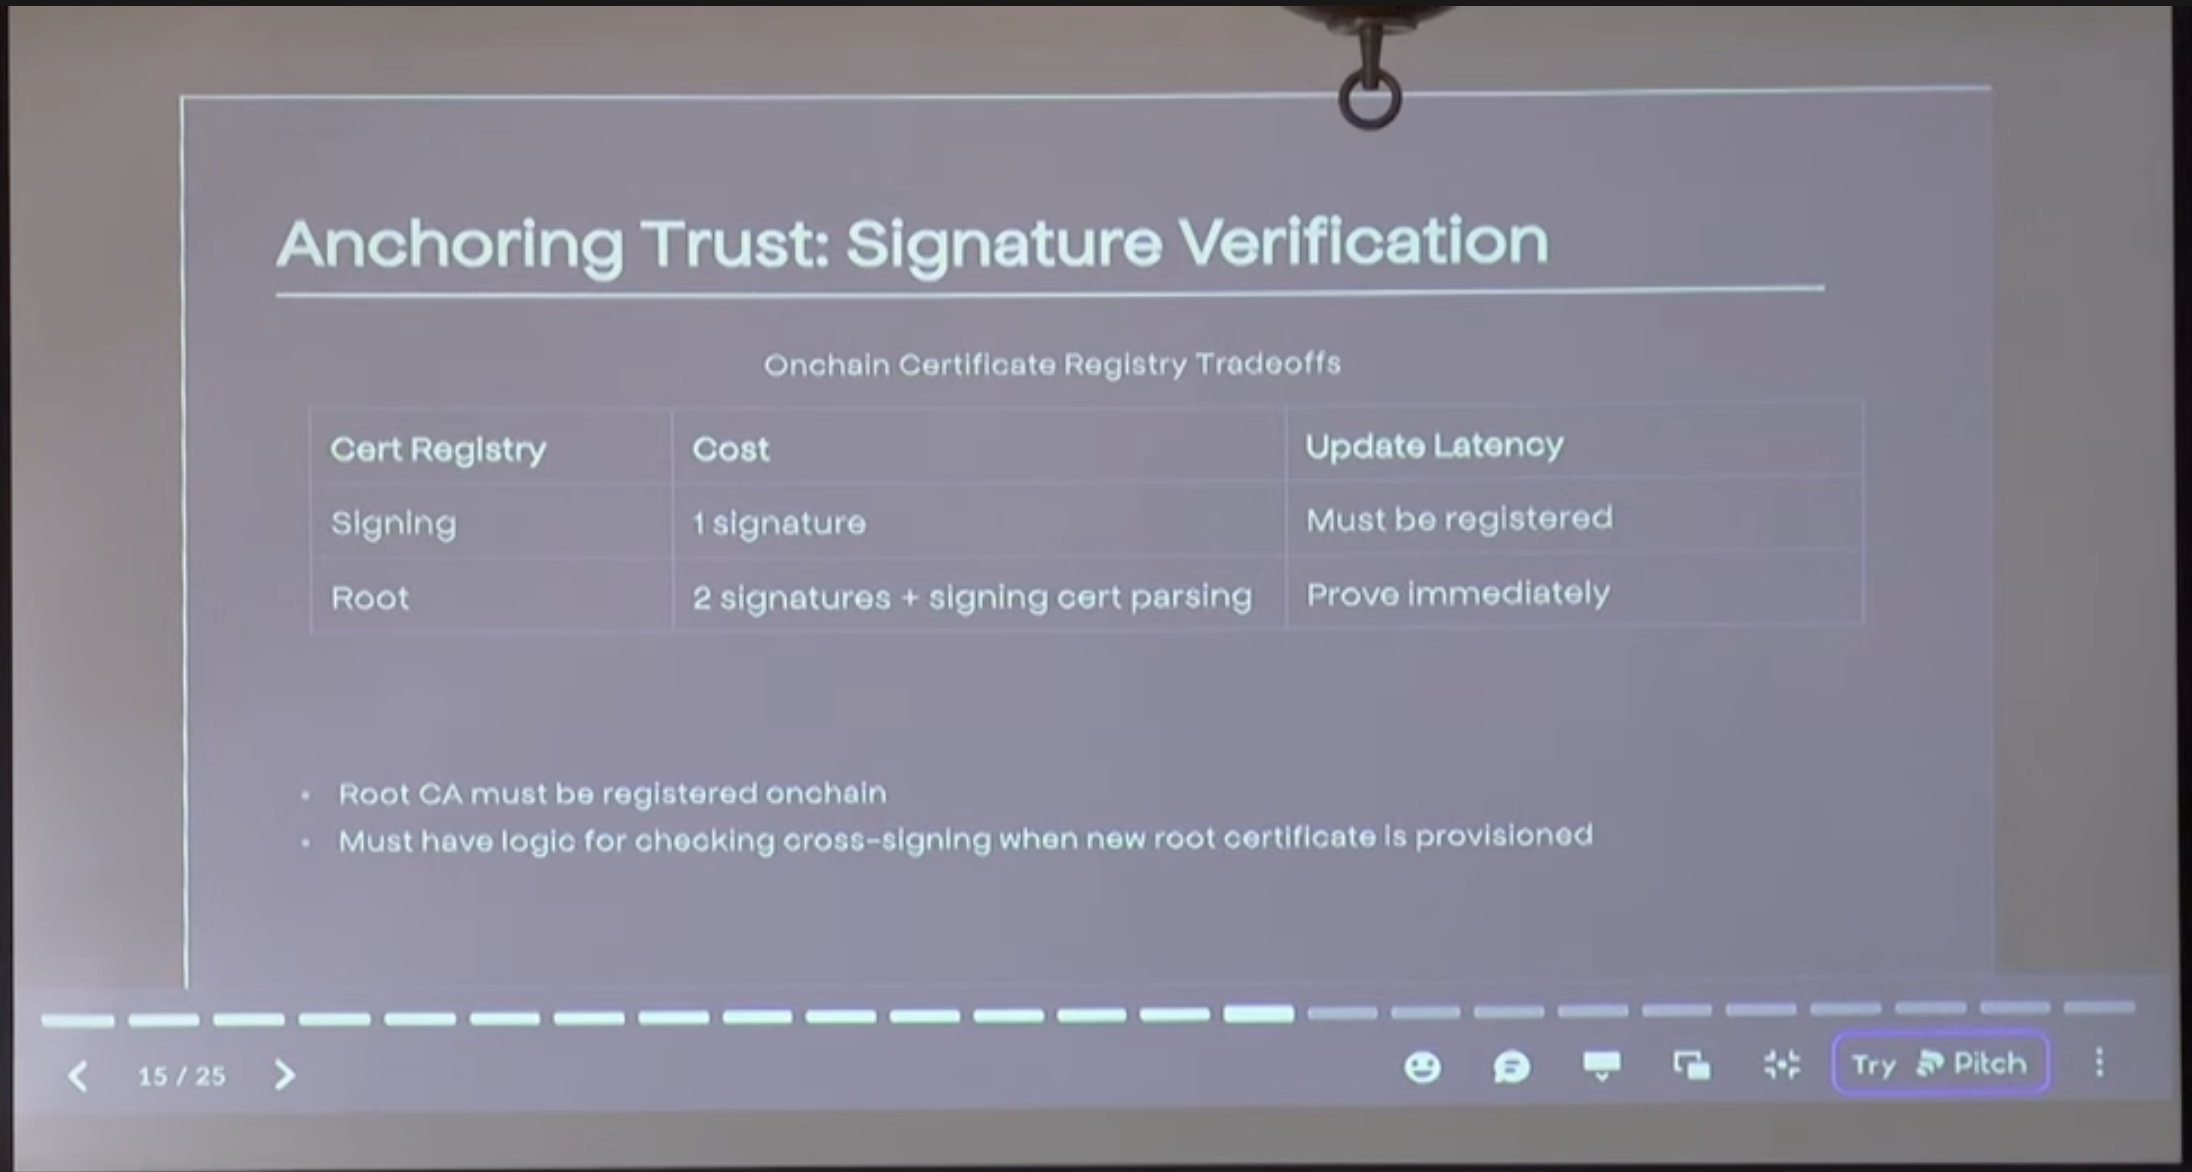 Anchoring Trust: Signature Verification
Onchain Certificate Registry Tradeoffs
Cert Registry Cost Update Latency
Signing 1 signature Must be registered
Root 2 signatures + signing cert parsing Prove immediately
• Root CA must be registered onchain
• Must have logic for checking cross-signing when new root certificate is provisioned
15 / 25 Try Pitch